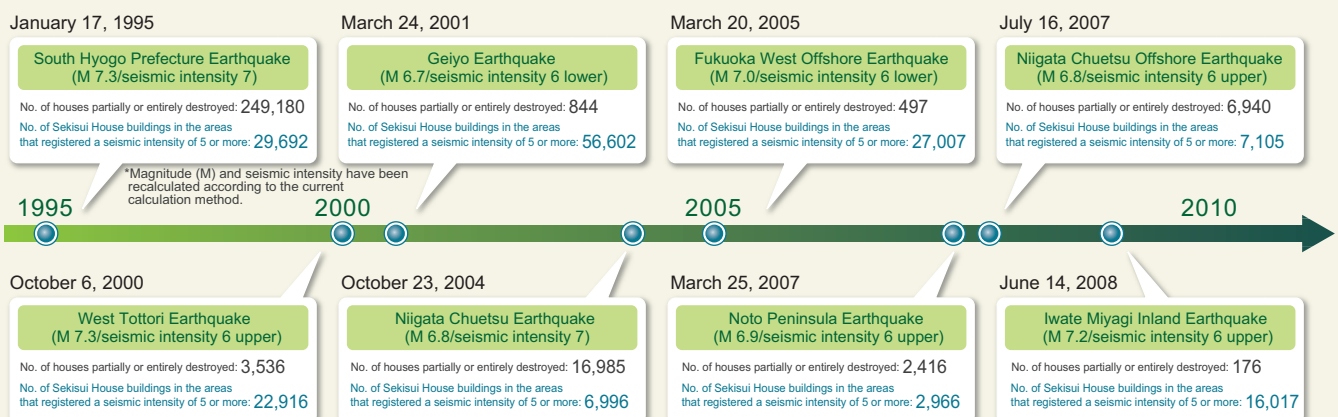 January 17, 1995
South Hyogo Prefecture Earthquake
(M 7.3/seismic intensity 7)
No. of houses partially or entirely destroyed: 249,180
No. of Sekisui House buildings in the areas
that registered a seismic intensity of 5 or more: 29,692
March 24, 2001
Geiyo Earthquake
(M 6.7/seismic intensity 6 lower)
No. of houses partially or entirely destroyed: 844
No. of Sekisui House buildings in the areas
that registered a seismic intensity of 5 or more: 56,602
March 20, 2005
Fukuoka West Offshore Earthquake
(M 7.0/seismic intensity 6 lower)
No. of houses partially or entirely destroyed: 497
No. of Sekisui House buildings in the areas
that registered a seismic intensity of 5 or more: 27,007
July 16, 2007
Niigata Chuetsu Offshore Earthquake
(M 6.8/seismic intensity 6 upper)
No. of houses partially or entirely destroyed: 6,940
No. of Sekisui House buildings in the areas
that registered a seismic intensity of 5 or more: 7,105
*Magnitude (M) and seismic intensity have been
recalculated according to the current
calculation method.
1995
2000
2005
2010
October 6, 2000
West Tottori Earthquake
(M 7.3/seismic intensity 6 upper)
No. of houses partially or entirely destroyed: 3,536
No. of Sekisui House buildings in the areas
that registered a seismic intensity of 5 or more: 22,916
October 23, 2004
Niigata Chuetsu Earthquake
(M 6.8/seismic intensity 7)
No. of houses partially or entirely destroyed: 16,985
No. of Sekisui House buildings in the areas
that registered a seismic intensity of 5 or more: 6,996
March 25, 2007
Noto Peninsula Earthquake
(M 6.9/seismic intensity 6 upper)
No. of houses partially or entirely destroyed: 2,416
No. of Sekisui House buildings in the areas
that registered a seismic intensity of 5 or more: 2,966
June 14, 2008
Iwate Miyagi Inland Earthquake
(M 7.2/seismic intensity 6 upper)
No. of houses partially or entirely destroyed: 176
No. of Sekisui House buildings in the areas
that registered a seismic intensity of 5 or more: 16,017